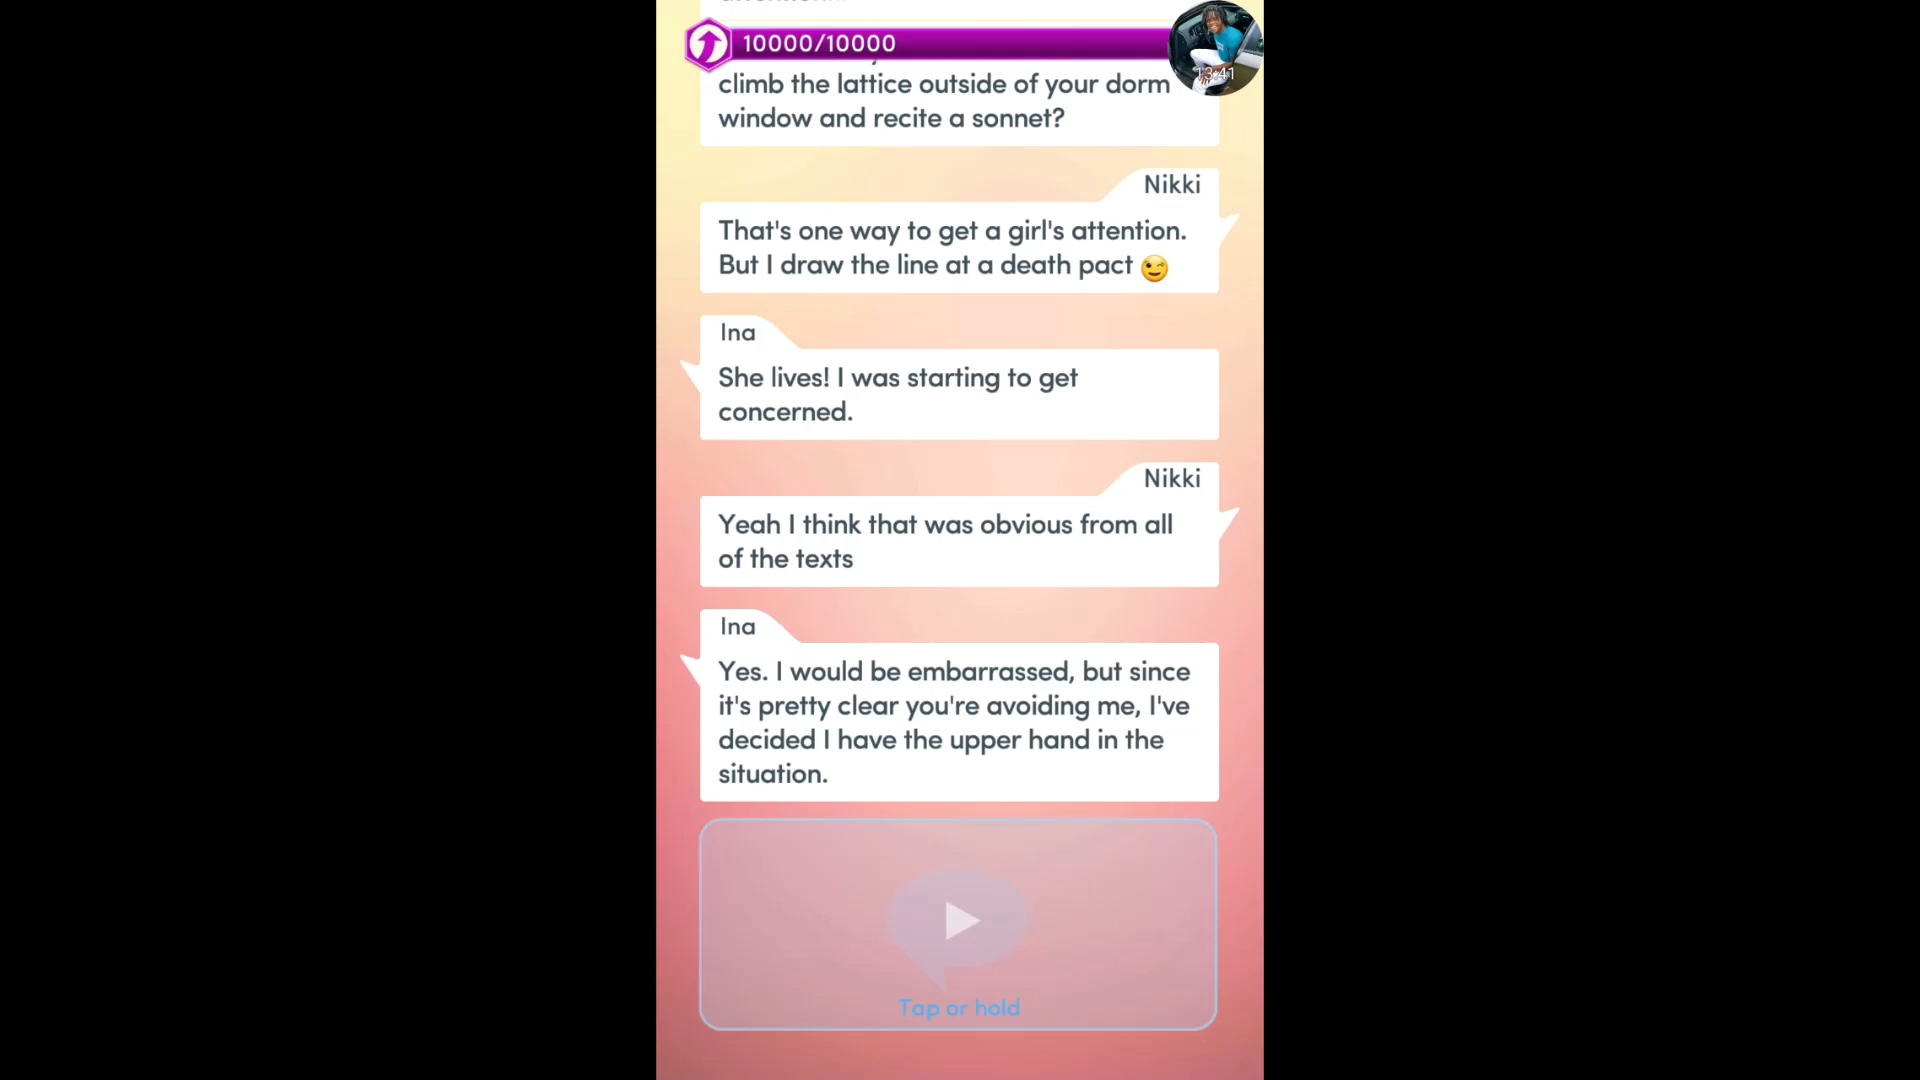 10000/10000
13:41
climb the lattice outside of your dorm
window and recite a sonnet?
Nikki
That's one way to get a girl's attention.
But I draw the line at a death pact 😉
Ina
She lives! I was starting to get
concerned.
Nikki
Yeah I think that was obvious from all
of the texts
Ina
Yes. I would be embarrassed, but since
it's pretty clear you're avoiding me, I've
decided I have the upper hand in the
situation.
Tap or hold